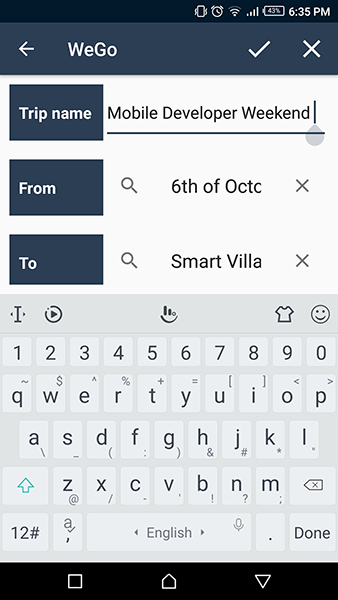 43% 6:35 PM
WeGo
Trip name Mobile Developer Weekend
From 6th of Octo
To Smart Villa
1 2 3 4 5 6 7 8 9 0
~ $ ^ % + = [ ] < >
q w e r t y u i o p
a s d f g h j k l
\ _ ( : ) & # * "
z x c v b n m
@ / - ' ! ? ;
12# a , English . Done